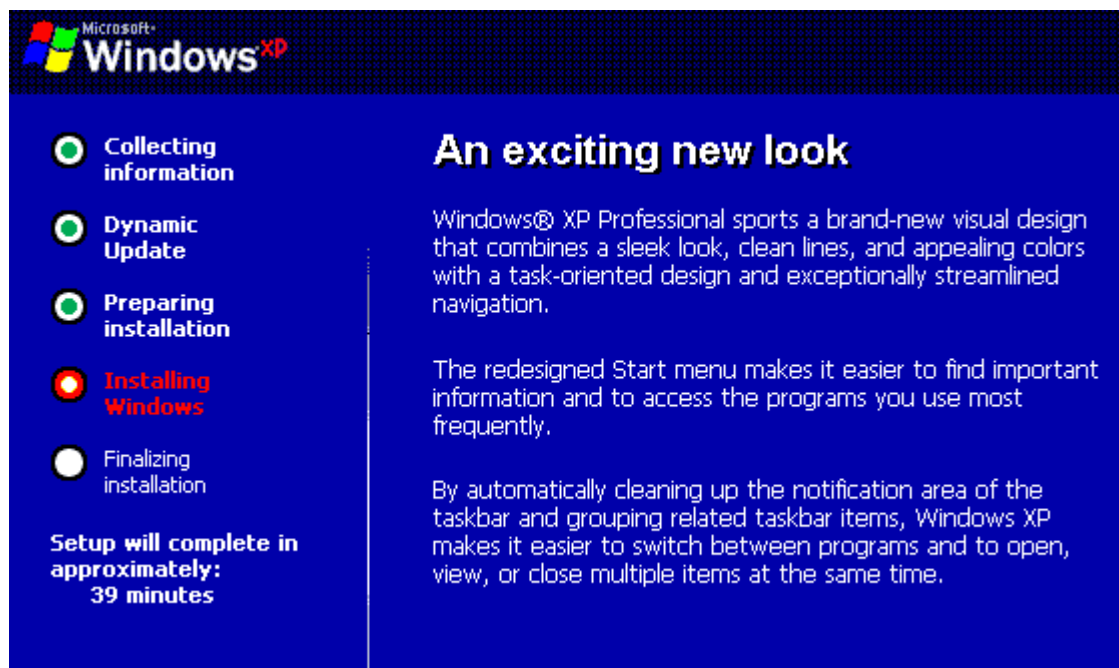 Microsoft®
Windows XP
Collecting
information
Dynamic
Update
Preparing
installation
Installing
Windows
Finalizing
installation
Setup will complete in
approximately:
39 minutes
An exciting new look
Windows® XP Professional sports a brand-new visual design
that combines a sleek look, clean lines, and appealing colors
with a task-oriented design and exceptionally streamlined
navigation.
The redesigned Start menu makes it easier to find important
information and to access the programs you use most
frequently.
By automatically cleaning up the notification area of the
taskbar and grouping related taskbar items, Windows XP
makes it easier to switch between programs and to open,
view, or close multiple items at the same time.